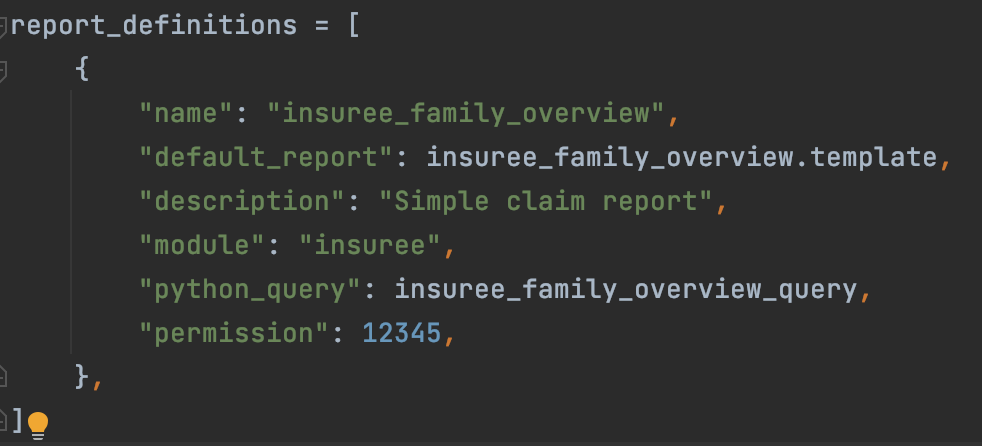 report_definitions = [
    {
        "name": "insuree_family_overview",
        "default_report": insuree_family_overview.template,
        "description": "Simple claim report",
        "module": "insuree",
        "python_query": insuree_family_overview_query,
        "permission": 12345,
    },
]